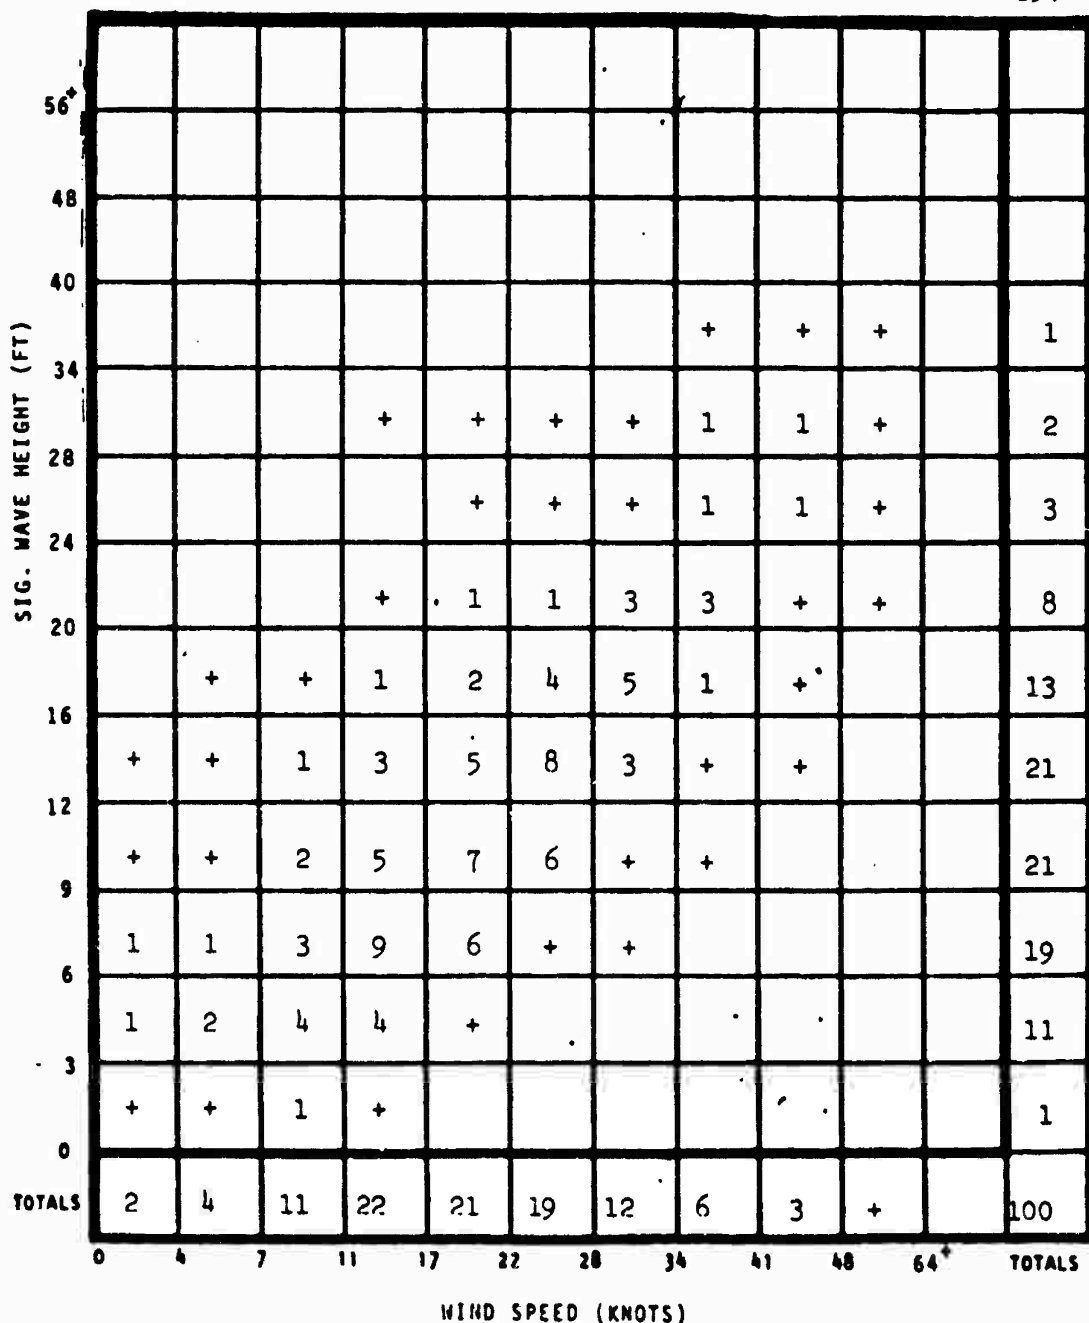 56+
48
40
+ + + 1
34
+ + + + 1 1 + 2
28
+ + + 1 1 + 3
24
+ 1 1 3 3 + + 8
20
+ + 1 2 4 5 1 + 13
16
+ + 1 3 5 8 3 + + 21
12
+ + 2 5 7 6 + + 21
9
1 1 3 9 6 + + 19
6
1 2 4 4 + 11
3
+ + 1 + 1
0
TOTALS 2 4 11 22 21 19 12 6 3 + 100
0 4 7 11 17 22 28 34 41 48 64+ TOTALS
WIND SPEED (KNOTS)
SIG. WAVE HEIGHT (FT)